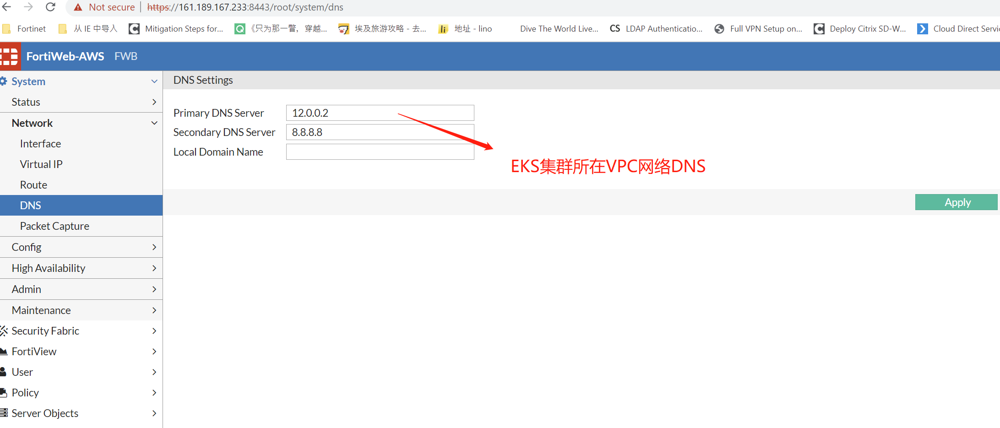 Not secure | https://161.189.167.233:8443/root/system/dns
Fortinet 从 IE 中导入 Mitigation Steps for... 《只为那一瞥，穿越... 埃及旅游攻略 - 去... 地址 - lino Dive The World Live... CS LDAP Authenticatio... Full VPN Setup on... Deploy Citrix SD-W... Cloud Direct Servi
FortiWeb-AWS FWB
System
Status
Network
Interface
Virtual IP
Route
DNS
Packet Capture
Config
High Availability
Admin
Maintenance
Security Fabric
FortiView
User
Policy
Server Objects
DNS Settings
Primary DNS Server 12.0.0.2
Secondary DNS Server 8.8.8.8
Local Domain Name
EKS集群所在VPC网络DNS
Apply